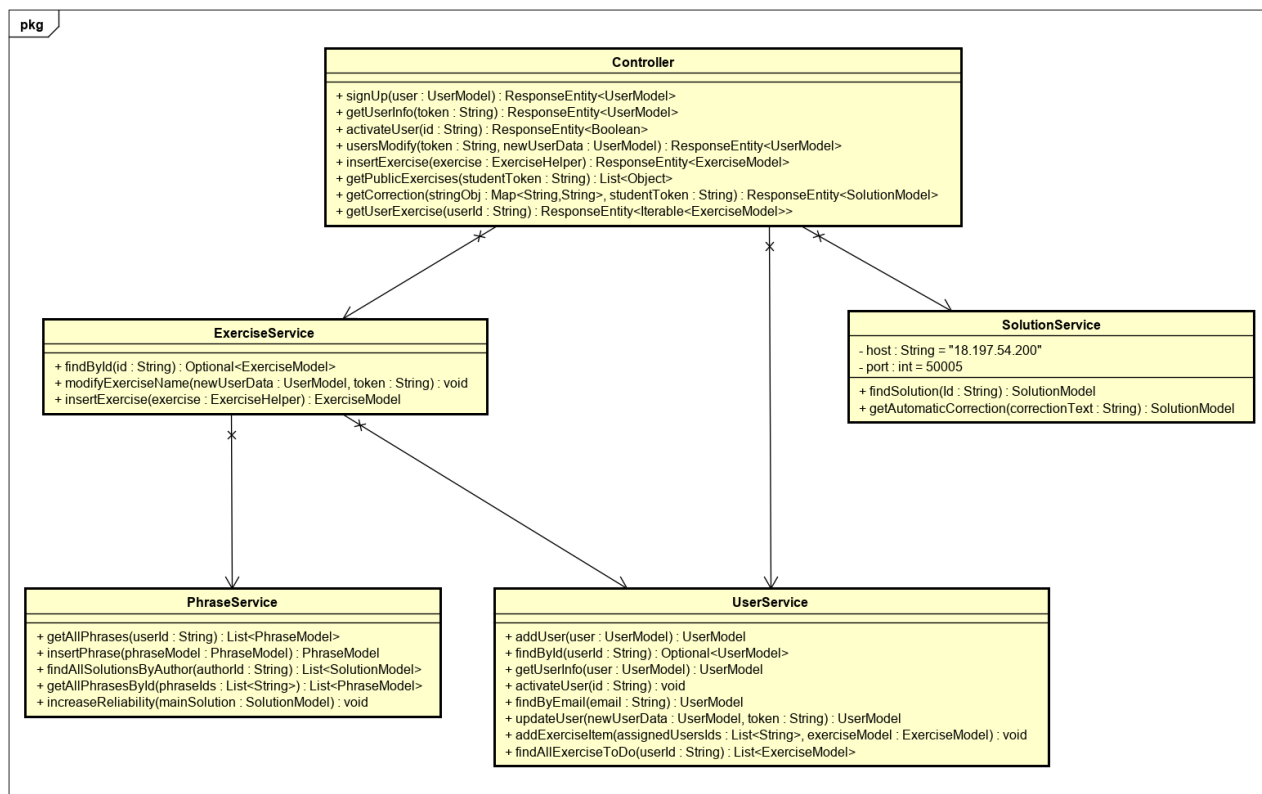 pkg
Controller
+ signUp(user : UserModel) : ResponseEntity<UserModel>
+ getUserInfo(token : String) : ResponseEntity<UserModel>
+ activateUser(id : String) : ResponseEntity<Boolean>
+ usersModify(token : String, newUserData : UserModel) : ResponseEntity<UserModel>
+ insertExercise(exercise : ExerciseHelper) : ResponseEntity<ExerciseModel>
+ getPublicExercises(studentToken : String) : List<Object>
+ getCorrection(stringObj : Map<String,String>, studentToken : String) : ResponseEntity<SolutionModel>
+ getUserExercise(userId : String) : ResponseEntity<Iterable<ExerciseModel>>
ExerciseService
+ findById(id : String) : Optional<ExerciseModel>
+ modifyExerciseName(newUserData : UserModel, token : String) : void
+ insertExercise(exercise : ExerciseHelper) : ExerciseModel
SolutionService
- host : String = "18.197.54.200"
- port : int = 50005
+ findSolution(Id : String) : SolutionModel
+ getAutomaticCorrection(correctionText : String) : SolutionModel
PhraseService
+ getAllPhrases(userId : String) : List<PhraseModel>
+ insertPhrase(phraseModel : PhraseModel) : PhraseModel
+ findAllSolutionsByAuthor(authorId : String) : List<SolutionModel>
+ getAllPhrasesById(phraseIds : List<String>) : List<PhraseModel>
+ increaseReliability(mainSolution : SolutionModel) : void
UserService
+ addUser(user : UserModel) : UserModel
+ findById(userId : String) : Optional<UserModel>
+ getUserInfo(user : UserModel) : UserModel
+ activateUser(id : String) : void
+ findByEmail(email : String) : UserModel
+ updateUser(newUserData : UserModel, token : String) : UserModel
+ addExerciseItem(assignedUsersIds : List<String>, exerciseModel : ExerciseModel) : void
+ findAllExerciseToDo(userId : String) : List<ExerciseModel>